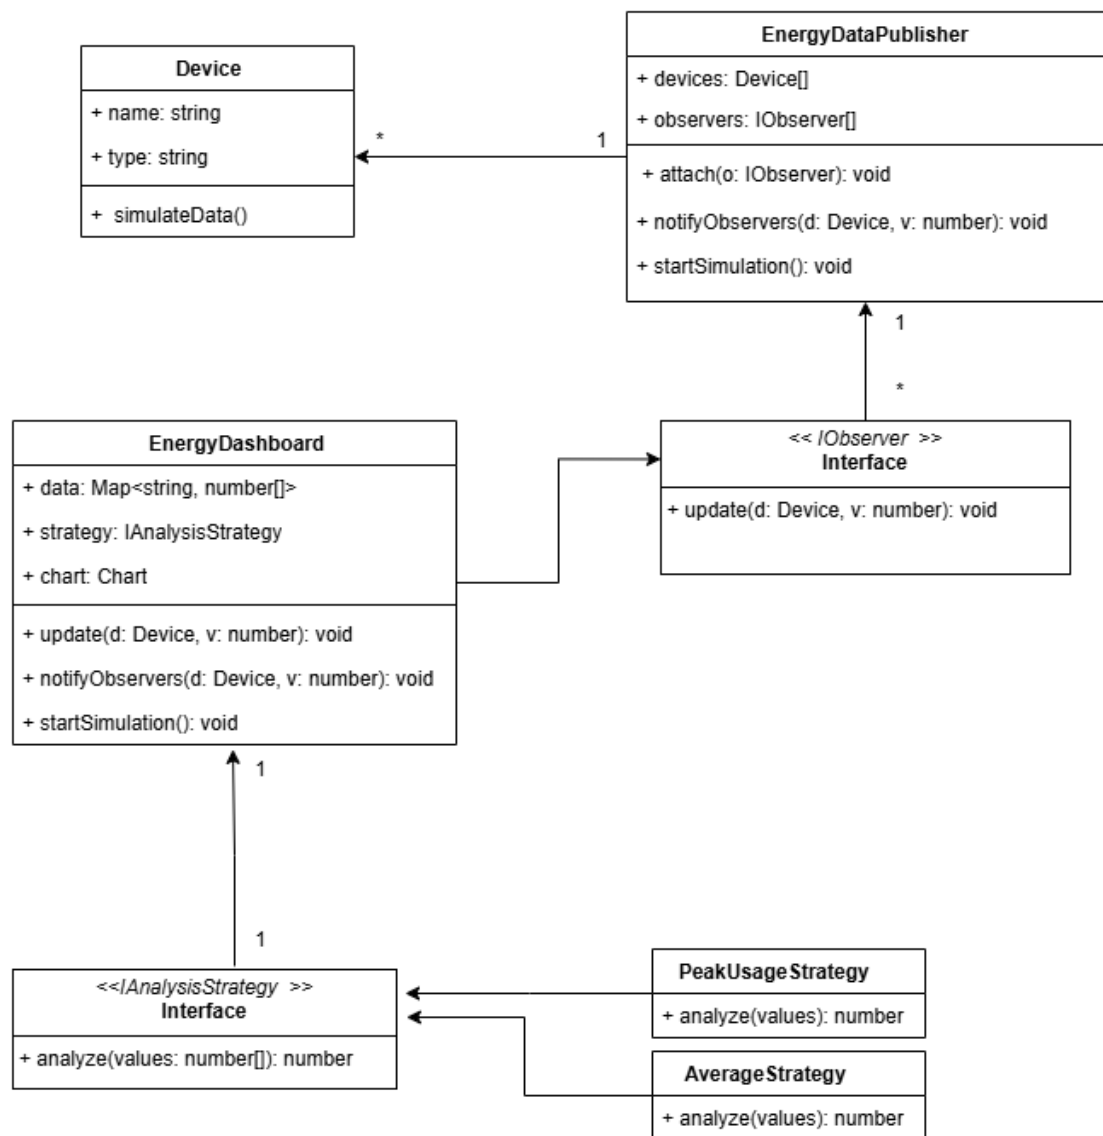 Device
+ name: string
+ type: string
+ simulateData()
EnergyDataPublisher
+ devices: Device[]
+ observers: IObserver[]
+ attach(o: IObserver): void
+ notifyObservers(d: Device, v: number): void
+ startSimulation(): void
*
1
1
*
EnergyDashboard
+ data: Map<string, number[]>
+ strategy: IAnalysisStrategy
+ chart: Chart
+ update(d: Device, v: number): void
+ notifyObservers(d: Device, v: number): void
+ startSimulation(): void
<< IObserver >>
Interface
+ update(d: Device, v: number): void
1
1
<<IAnalysisStrategy >>
Interface
+ analyze(values: number[]): number
PeakUsageStrategy
+ analyze(values): number
AverageStrategy
+ analyze(values): number